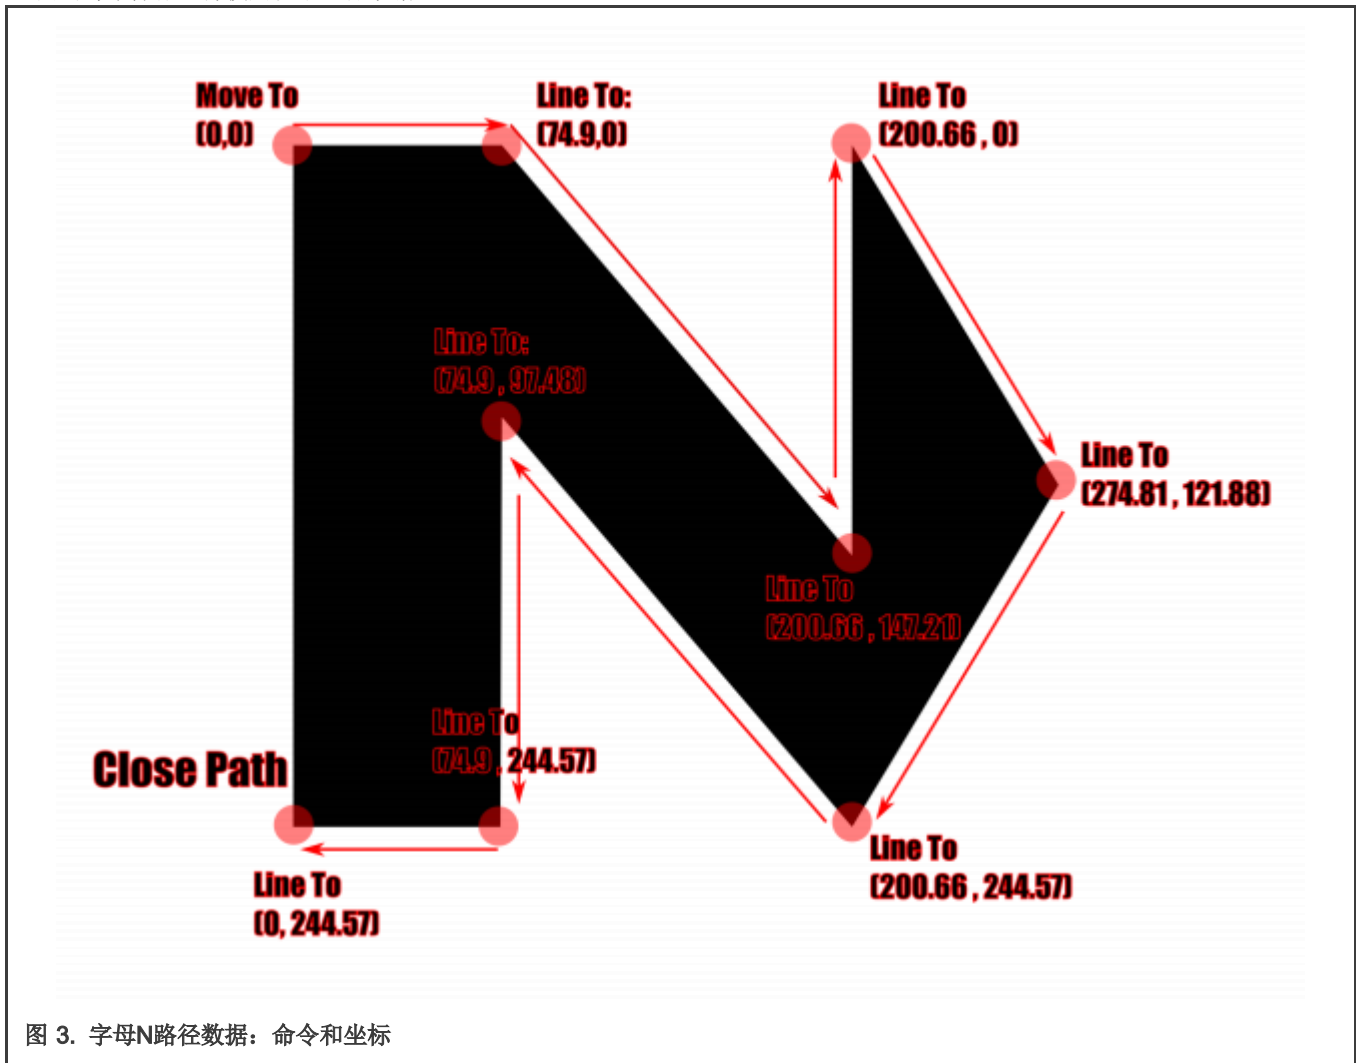 Move To
(0,0)
Line To:
(74.9,0)
Line To
(200.66 , 0)
Line To:
(74.9 , 97.48)
Line To
(274.81 , 121.88)
Line To
(200.66 , 147.21)
Line To
(74.9 , 244.57)
Close Path
Line To
(200.66 , 244.57)
Line To
(0, 244.57)
图 3. 字母N路径数据：命令和坐标